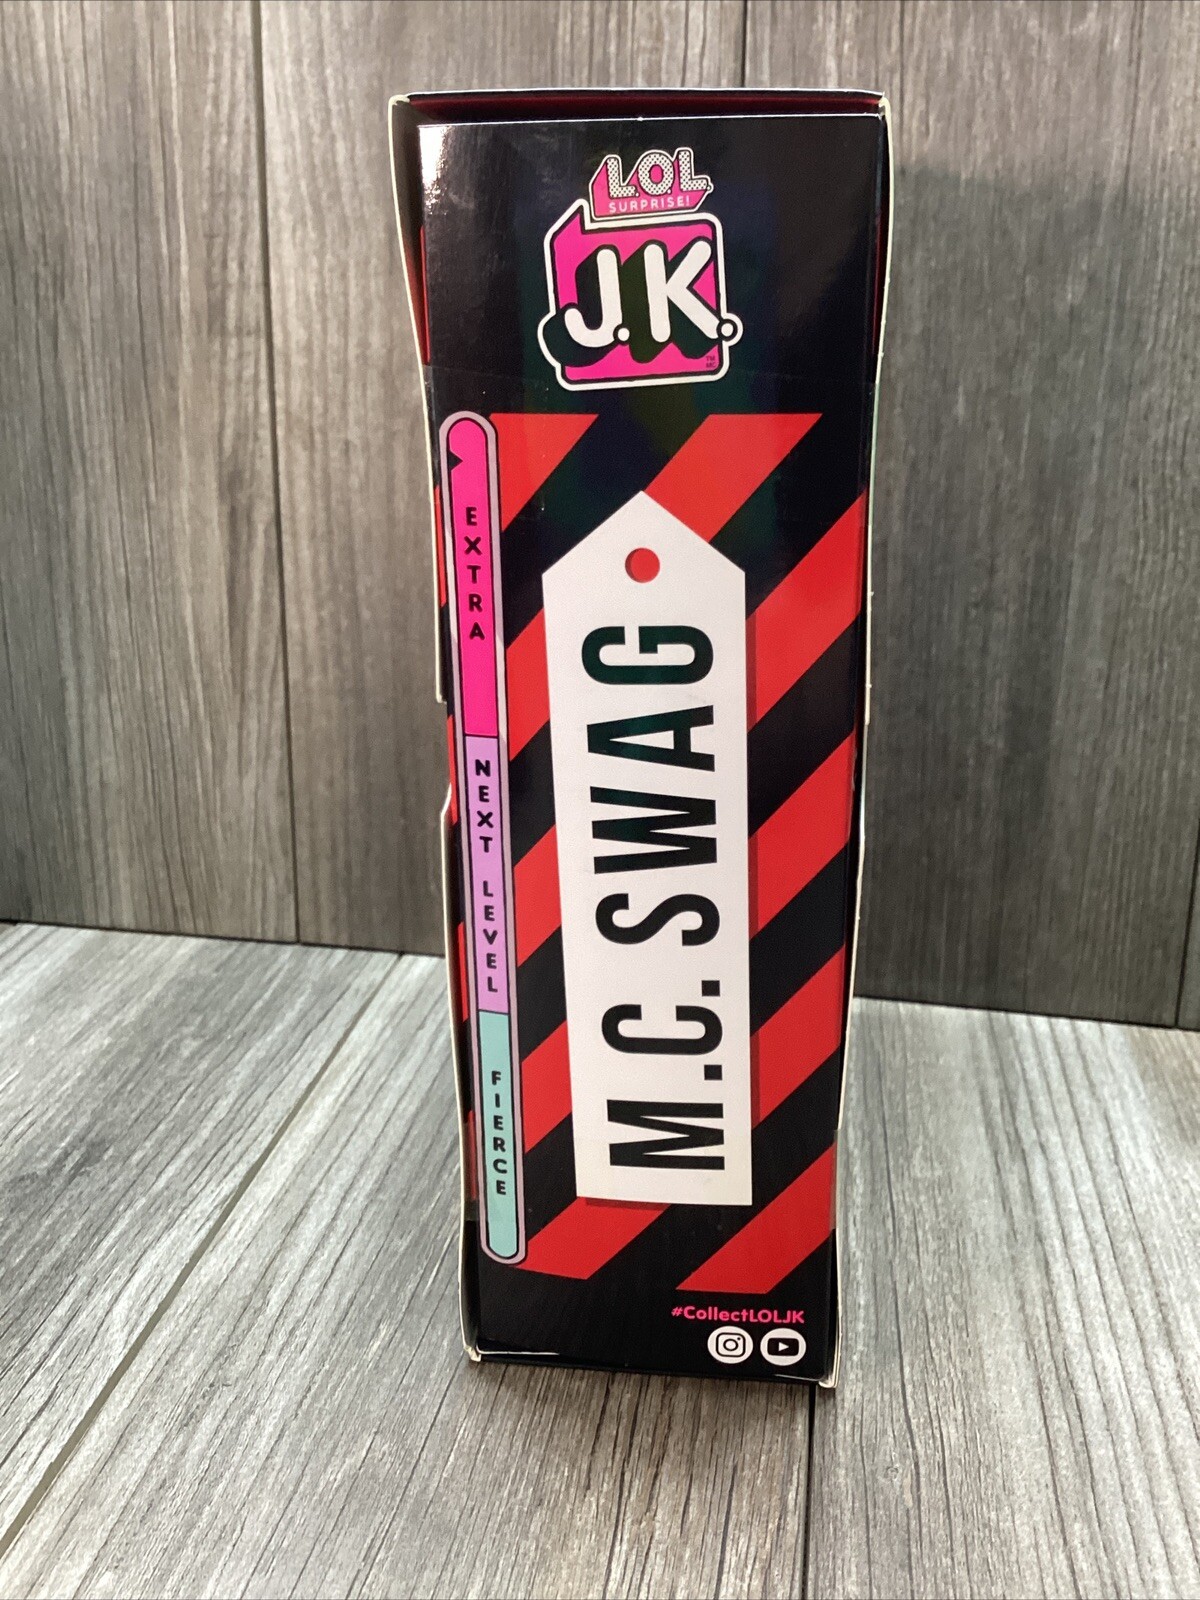 L.O.L.
SURPRISE!
J.K.
EXTRA
NEXT LEVEL
FIERCE
M.C. SWAG
#CollectLOLJK